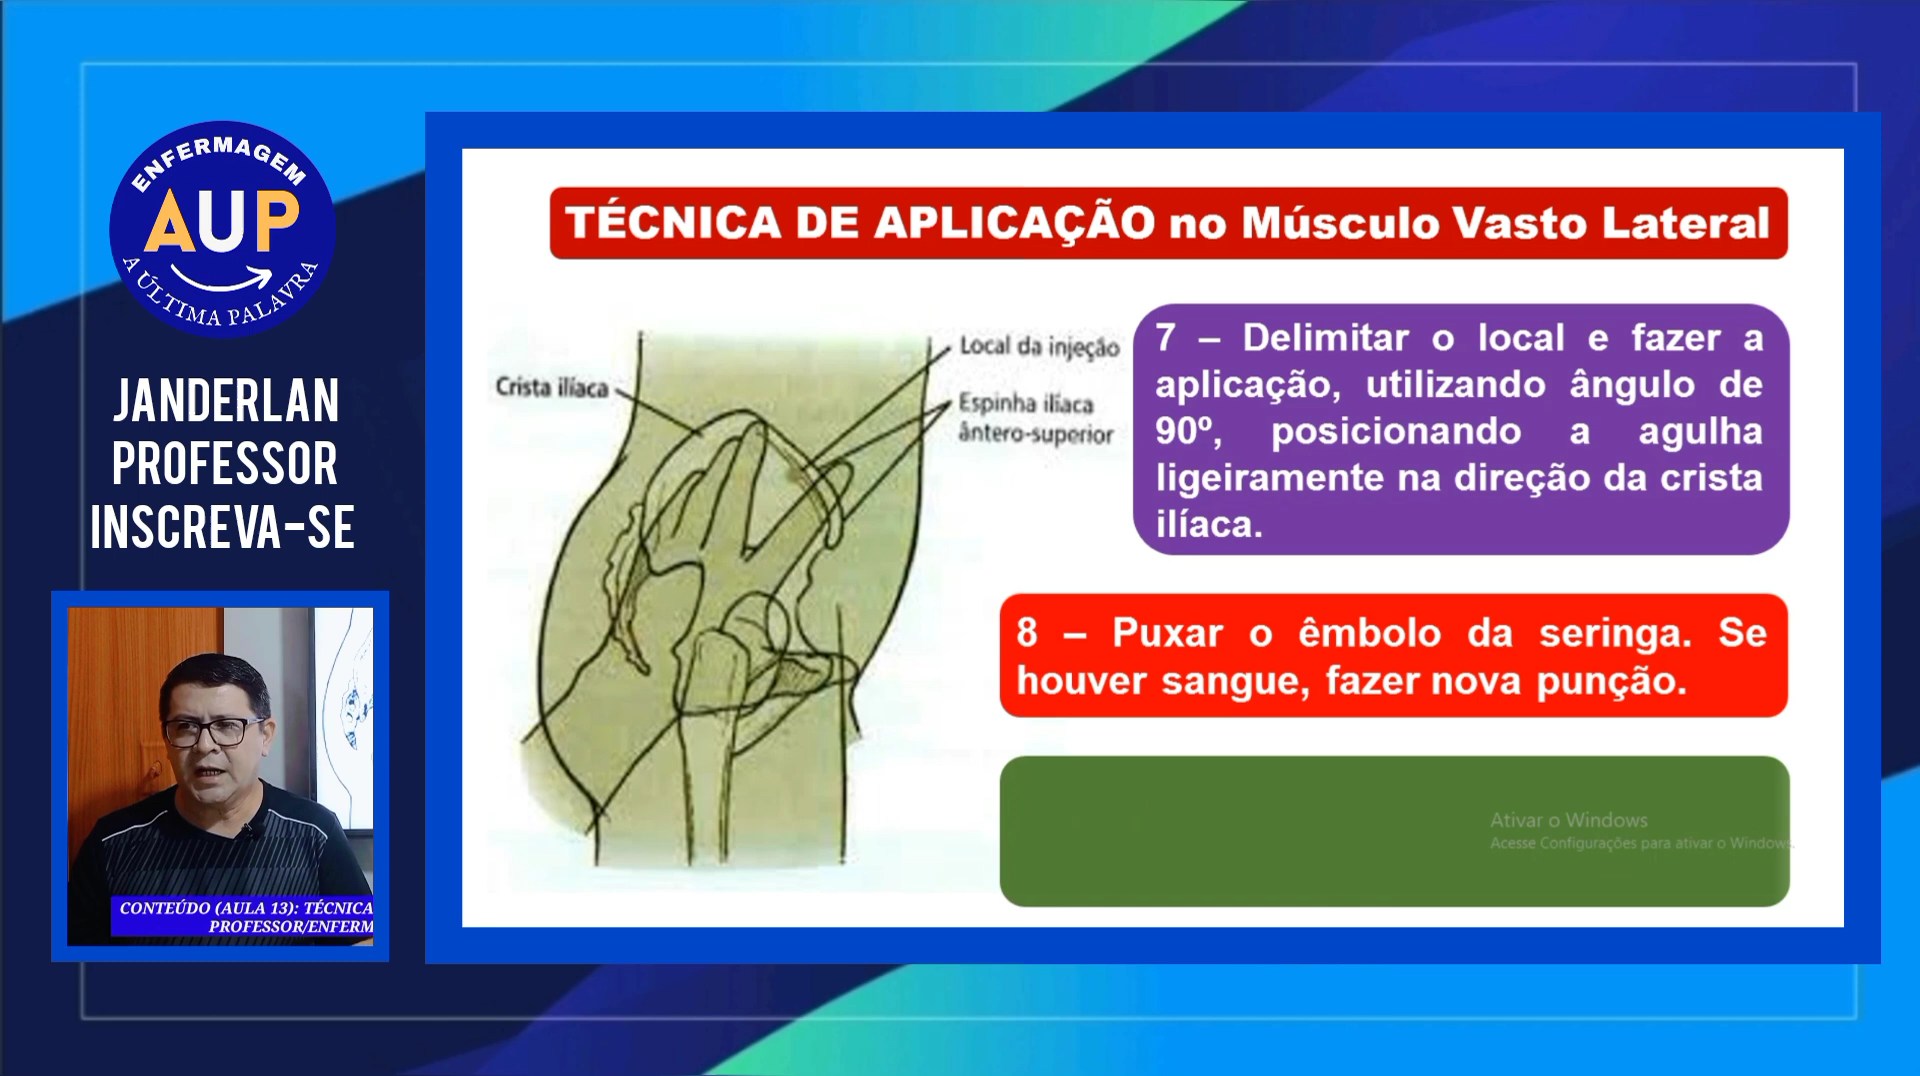 ENFERMAGEM
AUP
A ÚLTIMA PALAVRA
JANDERLAN
PROFESSOR
INSCREVA-SE
CONTEÚDO (AULA 13): TÉCNICA
PROFESSOR/ENFERM
TÉCNICA DE APLICAÇÃO no Músculo Vasto Lateral
Crista ilíaca
Local da injeção
Espinha ilíaca
ântero-superior
7 – Delimitar o local e fazer a
aplicação, utilizando ângulo de
90º, posicionando a agulha
ligeiramente na direção da crista
ilíaca.
8 – Puxar o êmbolo da seringa. Se
houver sangue, fazer nova punção.
Ativar o Windows
Acesse Configurações para ativar o Windows.